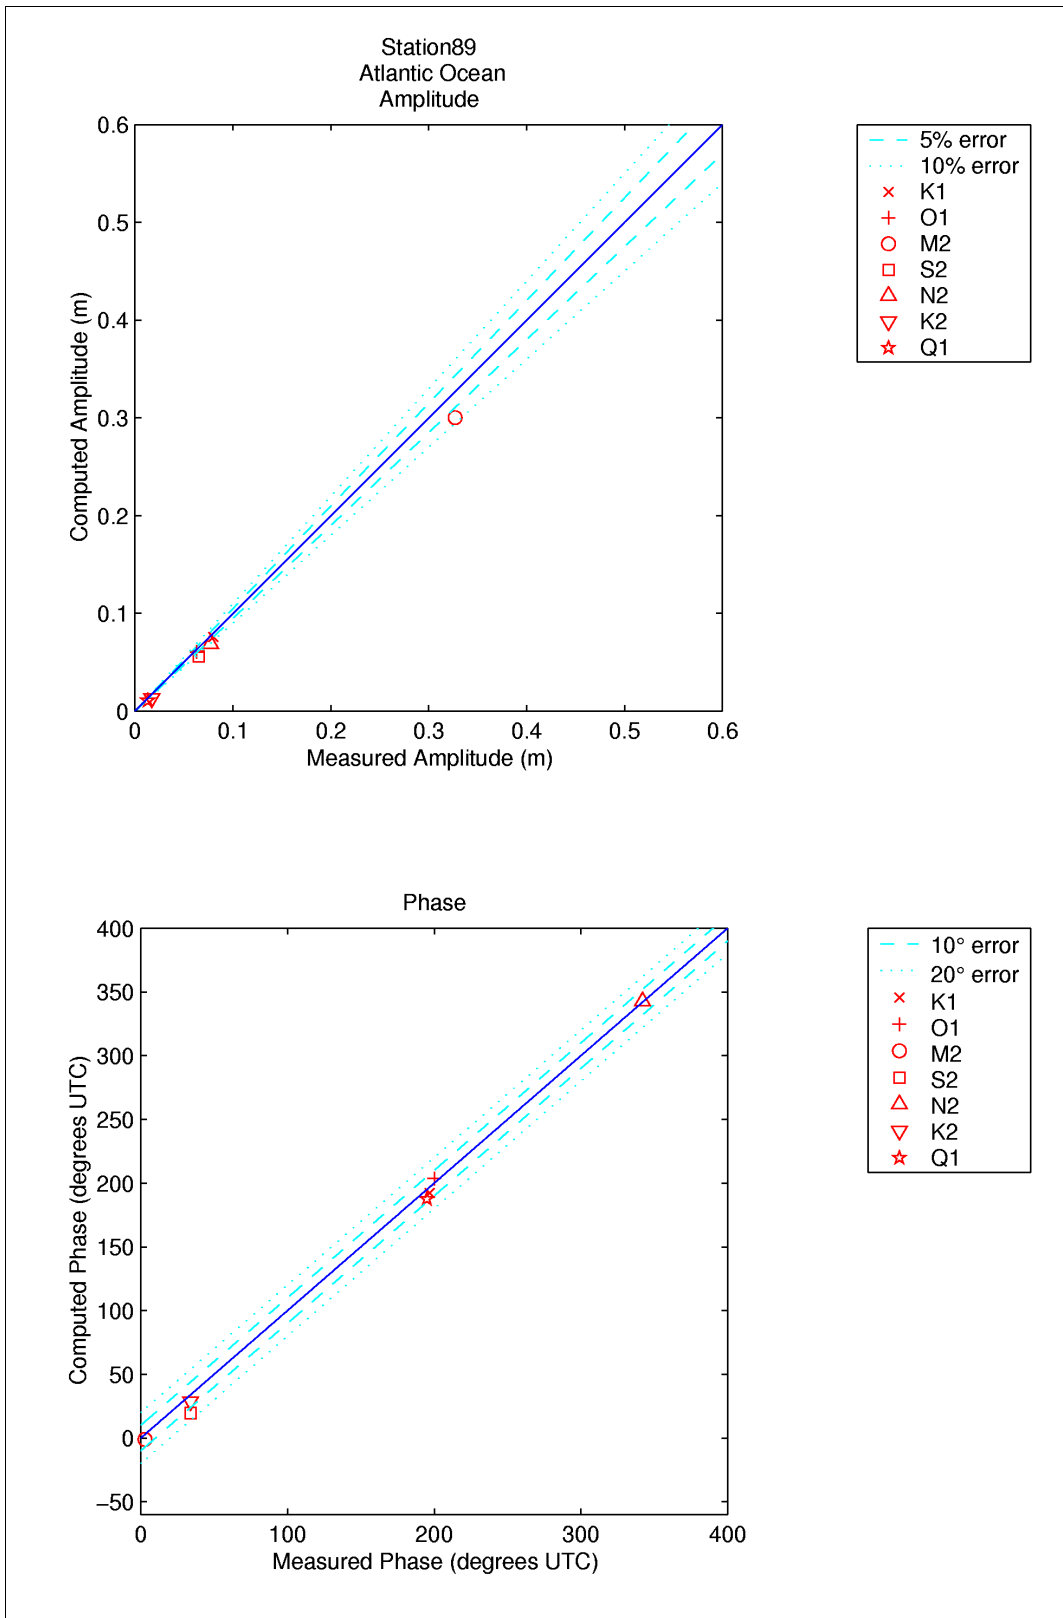 Station89
Atlantic Ocean
Amplitude
0.6
0.5
0.4
0.3
0.2
0.1
0
0 0.1 0.2 0.3 0.4 0.5 0.6
Computed Amplitude (m)
Measured Amplitude (m)
5% error
10% error
K1
O1
M2
S2
N2
K2
Q1
Phase
400
350
300
250
200
150
100
50
0
−50
0 100 200 300 400
Computed Phase (degrees UTC)
Measured Phase (degrees UTC)
10° error
20° error
K1
O1
M2
S2
N2
K2
Q1